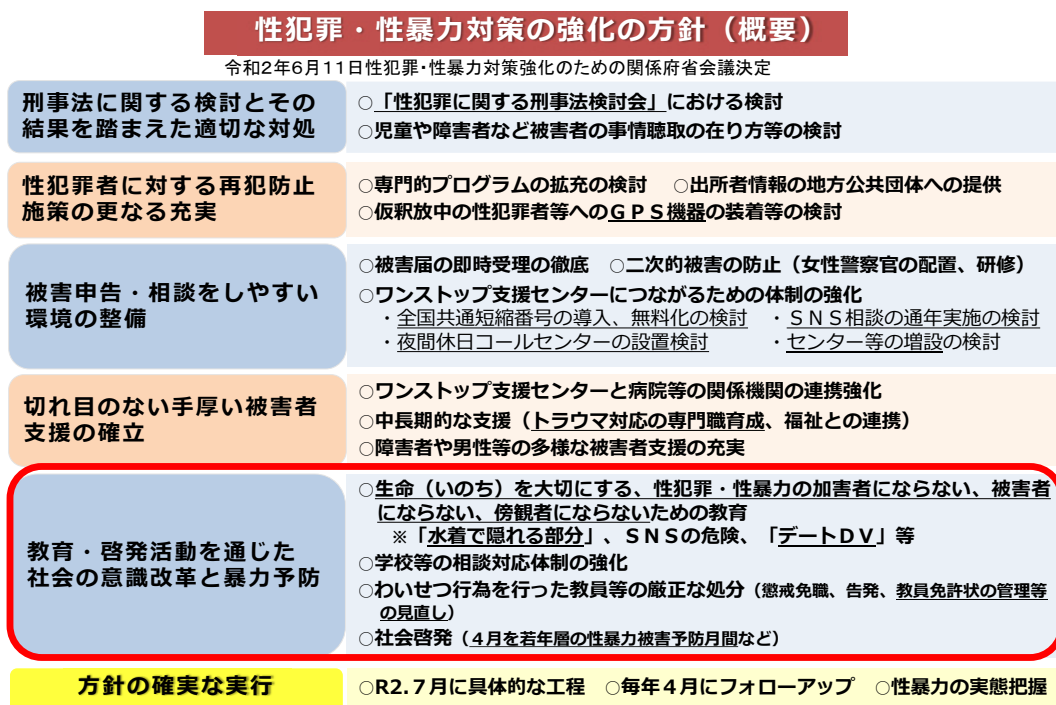 性犯罪・性暴力対策の強化の方針（概要）
令和2年6月11日性犯罪・性暴力対策強化のための関係府省会議決定
刑事法に関する検討とその
結果を踏まえた適切な対処
○「性犯罪に関する刑事法検討会」における検討
○児童や障害者など被害者の事情聴取の在り方等の検討
性犯罪者に対する再犯防止
施策の更なる充実
○専門的プログラムの拡充の検討　○出所者情報の地方公共団体への提供
○仮釈放中の性犯罪者等へのＧＰＳ機器の装着等の検討
被害申告・相談をしやすい
環境の整備
○被害届の即時受理の徹底　○二次的被害の防止（女性警察官の配置、研修）
○ワンストップ支援センターにつながるための体制の強化
・全国共通短縮番号の導入、無料化の検討　・ＳＮＳ相談の通年実施の検討
・夜間休日コールセンターの設置検討　・センター等の増設の検討
切れ目のない手厚い被害者
支援の確立
○ワンストップ支援センターと病院等の関係機関の連携強化
○中長期的な支援（トラウマ対応の専門職育成、福祉との連携）
○障害者や男性等の多様な被害者支援の充実
教育・啓発活動を通じた
社会の意識改革と暴力予防
○生命（いのち）を大切にする、性犯罪・性暴力の加害者にならない、被害者
にならない、傍観者にならないための教育
※「水着で隠れる部分」、ＳＮＳの危険、「デートＤＶ」等
○学校等の相談対応体制の強化
○わいせつ行為を行った教員等の厳正な処分（懲戒免職、告発、教員免許状の管理等
の見直し）
○社会啓発（４月を若年層の性暴力被害予防月間など）
方針の確実な実行
○R2.７月に具体的な工程　○毎年４月にフォローアップ　○性暴力の実態把握